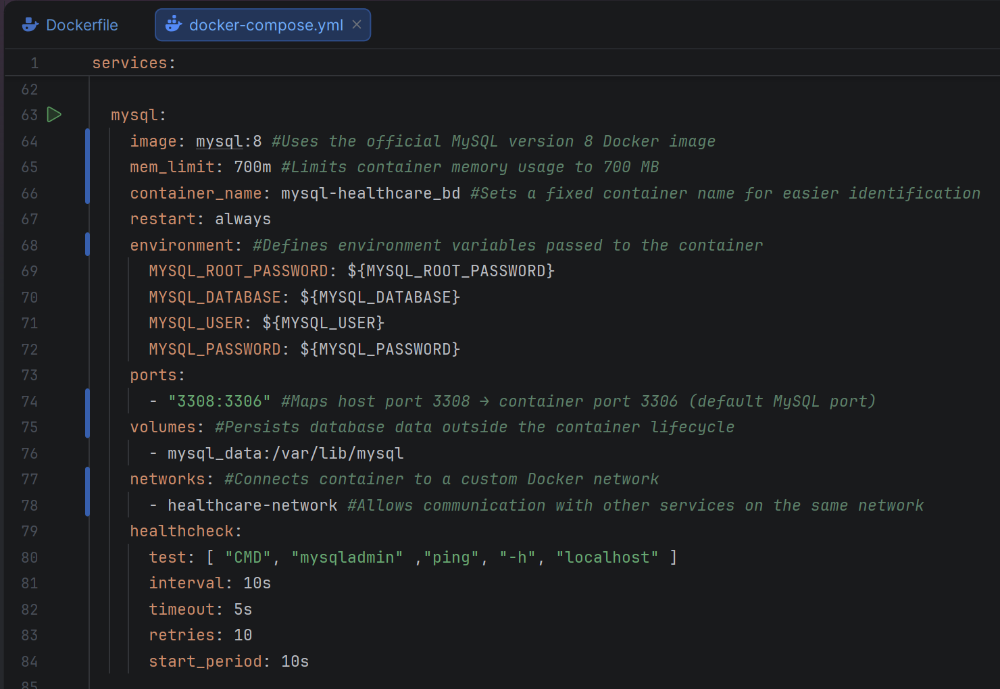 Dockerfile docker-compose.yml
1 services:
62
63 mysql:
64 image: mysql:8 #Uses the official MySQL version 8 Docker image
65 mem_limit: 700m #Limits container memory usage to 700 MB
66 container_name: mysql-healthcare_bd #Sets a fixed container name for easier identification
67 restart: always
68 environment: #Defines environment variables passed to the container
69 MYSQL_ROOT_PASSWORD: ${MYSQL_ROOT_PASSWORD}
70 MYSQL_DATABASE: ${MYSQL_DATABASE}
71 MYSQL_USER: ${MYSQL_USER}
72 MYSQL_PASSWORD: ${MYSQL_PASSWORD}
73 ports:
74 - "3308:3306" #Maps host port 3308 → container port 3306 (default MySQL port)
75 volumes: #Persists database data outside the container lifecycle
76 - mysql_data:/var/lib/mysql
77 networks: #Connects container to a custom Docker network
78 - healthcare-network #Allows communication with other services on the same network
79 healthcheck:
80 test: [ "CMD", "mysqladmin" ,"ping", "-h", "localhost" ]
81 interval: 10s
82 timeout: 5s
83 retries: 10
84 start_period: 10s
85